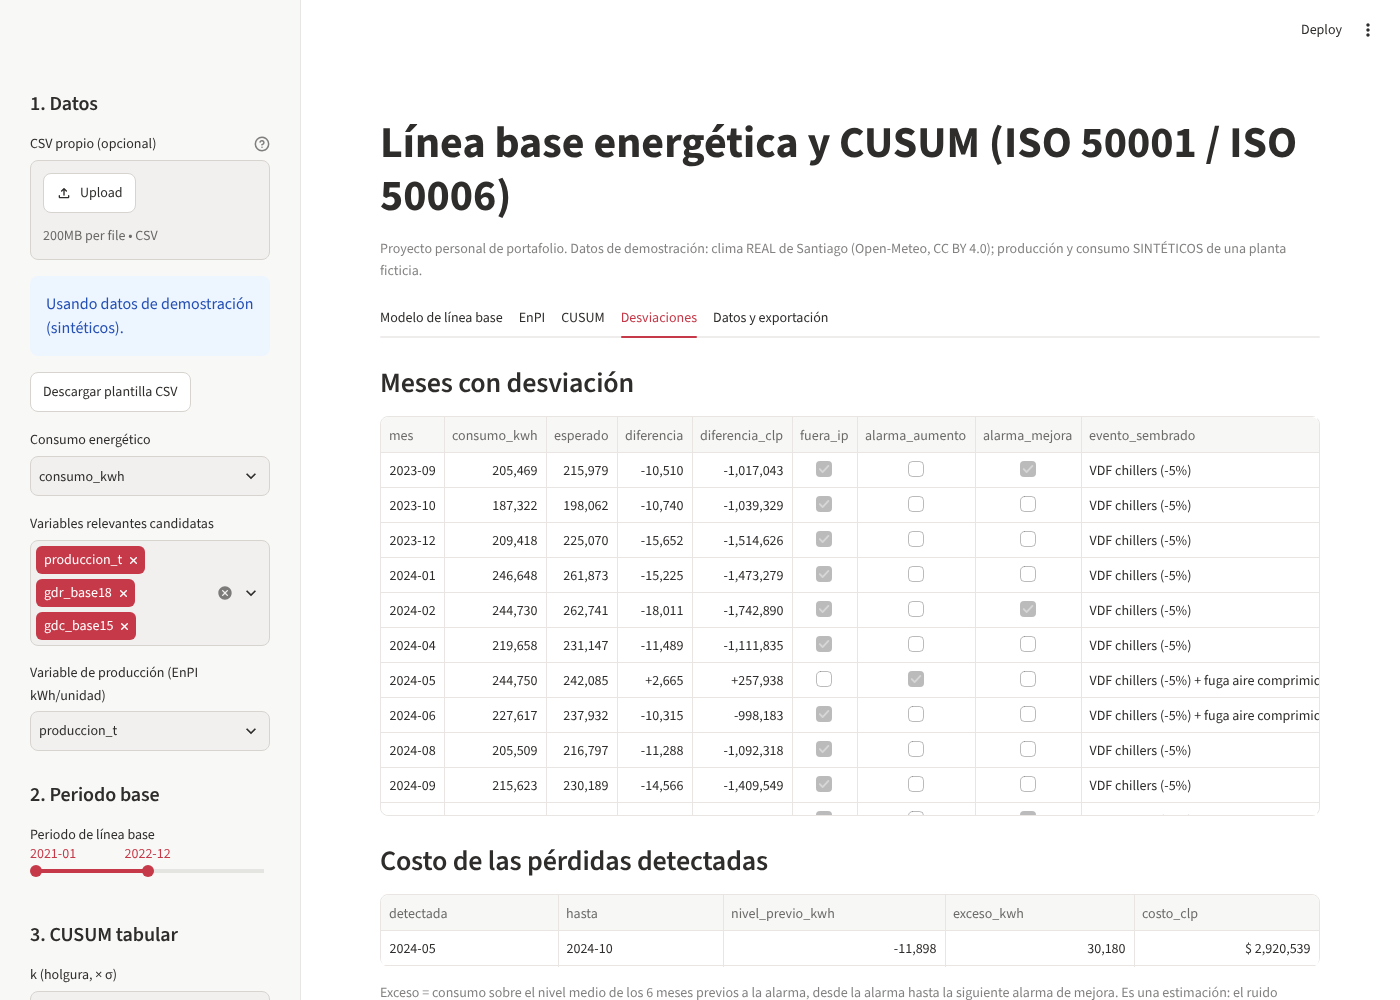 Deploy
1. Datos
CSV propio (opcional)
Upload
200MB per file • CSV
Usando datos de demostración
(sintéticos).
Descargar plantilla CSV
Consumo energético
consumo_kwh
Variables relevantes candidatas
produccion_t ×
gdr_base18 ×
gdc_base15 ×
Variable de producción (EnPI
kWh/unidad)
produccion_t
2. Periodo base
Periodo de línea base
2021-01 2022-12
3. CUSUM tabular
k (holgura, × σ)
Línea base energética y CUSUM (ISO 50001 / ISO
50006)
Proyecto personal de portafolio. Datos de demostración: clima REAL de Santiago (Open-Meteo, CC BY 4.0); producción y consumo SINTÉTICOS de una planta
ficticia.
Modelo de línea base EnPI CUSUM Desviaciones Datos y exportación
Meses con desviación
mes consumo_kwh esperado diferencia diferencia_clp fuera_ip alarma_aumento alarma_mejora evento_sembrado
2023-09 205,469 215,979 -10,510 -1,017,043 VDF chillers (-5%)
2023-10 187,322 198,062 -10,740 -1,039,329 VDF chillers (-5%)
2023-12 209,418 225,070 -15,652 -1,514,626 VDF chillers (-5%)
2024-01 246,648 261,873 -15,225 -1,473,279 VDF chillers (-5%)
2024-02 244,730 262,741 -18,011 -1,742,890 VDF chillers (-5%)
2024-04 219,658 231,147 -11,489 -1,111,835 VDF chillers (-5%)
2024-05 244,750 242,085 +2,665 +257,938 VDF chillers (-5%) + fuga aire comprimic
2024-06 227,617 237,932 -10,315 -998,183 VDF chillers (-5%) + fuga aire comprimic
2024-08 205,509 216,797 -11,288 -1,092,318 VDF chillers (-5%)
2024-09 215,623 230,189 -14,566 -1,409,549 VDF chillers (-5%)
Costo de las pérdidas detectadas
detectada hasta nivel_previo_kwh exceso_kwh costo_clp
2024-05 2024-10 -11,898 30,180 $ 2,920,539
Exceso = consumo sobre el nivel medio de los 6 meses previos a la alarma, desde la alarma hasta la siguiente alarma de mejora. Es una estimación: el ruido